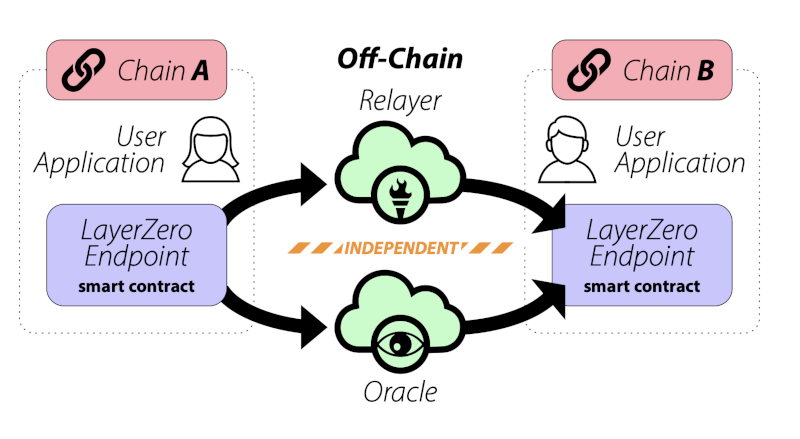 Chain A
User
Application
LayerZero
Endpoint
smart contract
Off-Chain
Relayer
INDEPENDENT
Oracle
Chain B
User
Application
LayerZero
Endpoint
smart contract